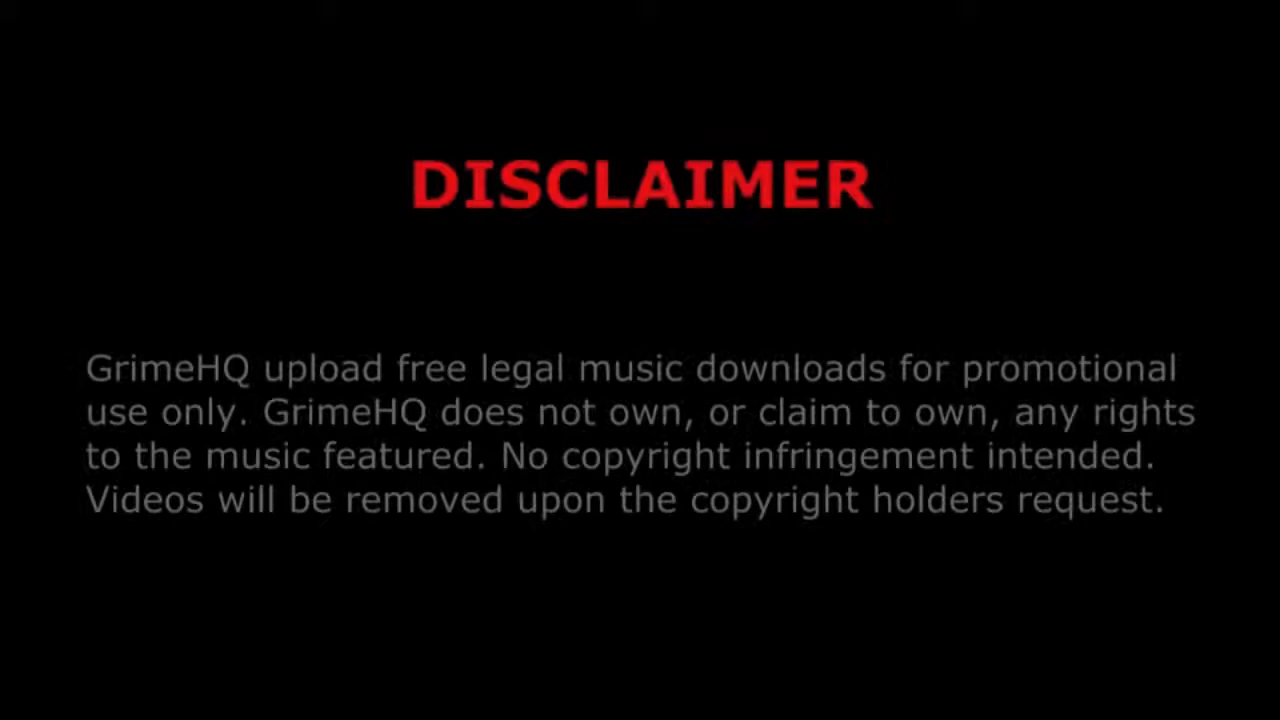 DISCLAIMER
GrimeHQ upload free legal music downloads for promotional
use only. GrimeHQ does not own, or claim to own, any rights
to the music featured. No copyright infringement intended.
Videos will be removed upon the copyright holders request.